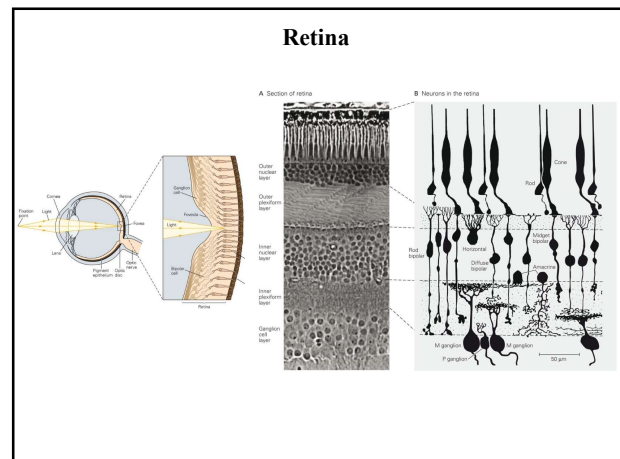 Retina
A Section of retina
B Neurons in the retina
Cornea
Light
Fixation
point
Lens
Retina
Fovea
Optic
nerve
Optic
disc
Pigment
epithelium
Ganglion
cell
Foveola
Light
Bipolar
cell
Retina
Outer
nuclear
layer
Outer
plexiform
layer
Inner
nuclear
layer
Inner
plexiform
layer
Ganglion
cell
layer
Cone
Rod
Rod
bipolar
Horizontal
Diffuse
bipolar
Midget
bipolar
Amacrine
M ganglion
M ganglion
P ganglion
50 μm